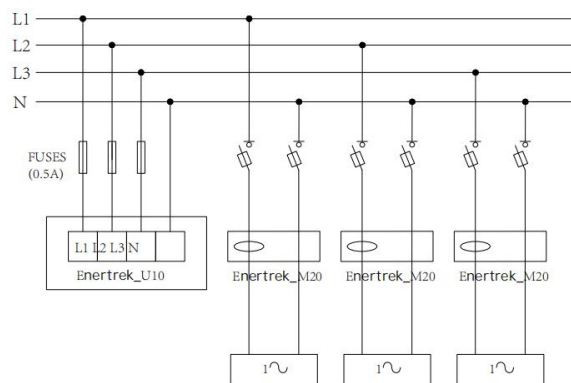 L1
L2
L3
N
FUSES
(0.5A)
L1 L2 L3 N
Enertrek_U10
Enertrek_M20
Enertrek_M20
Enertrek_M20
1
1
1